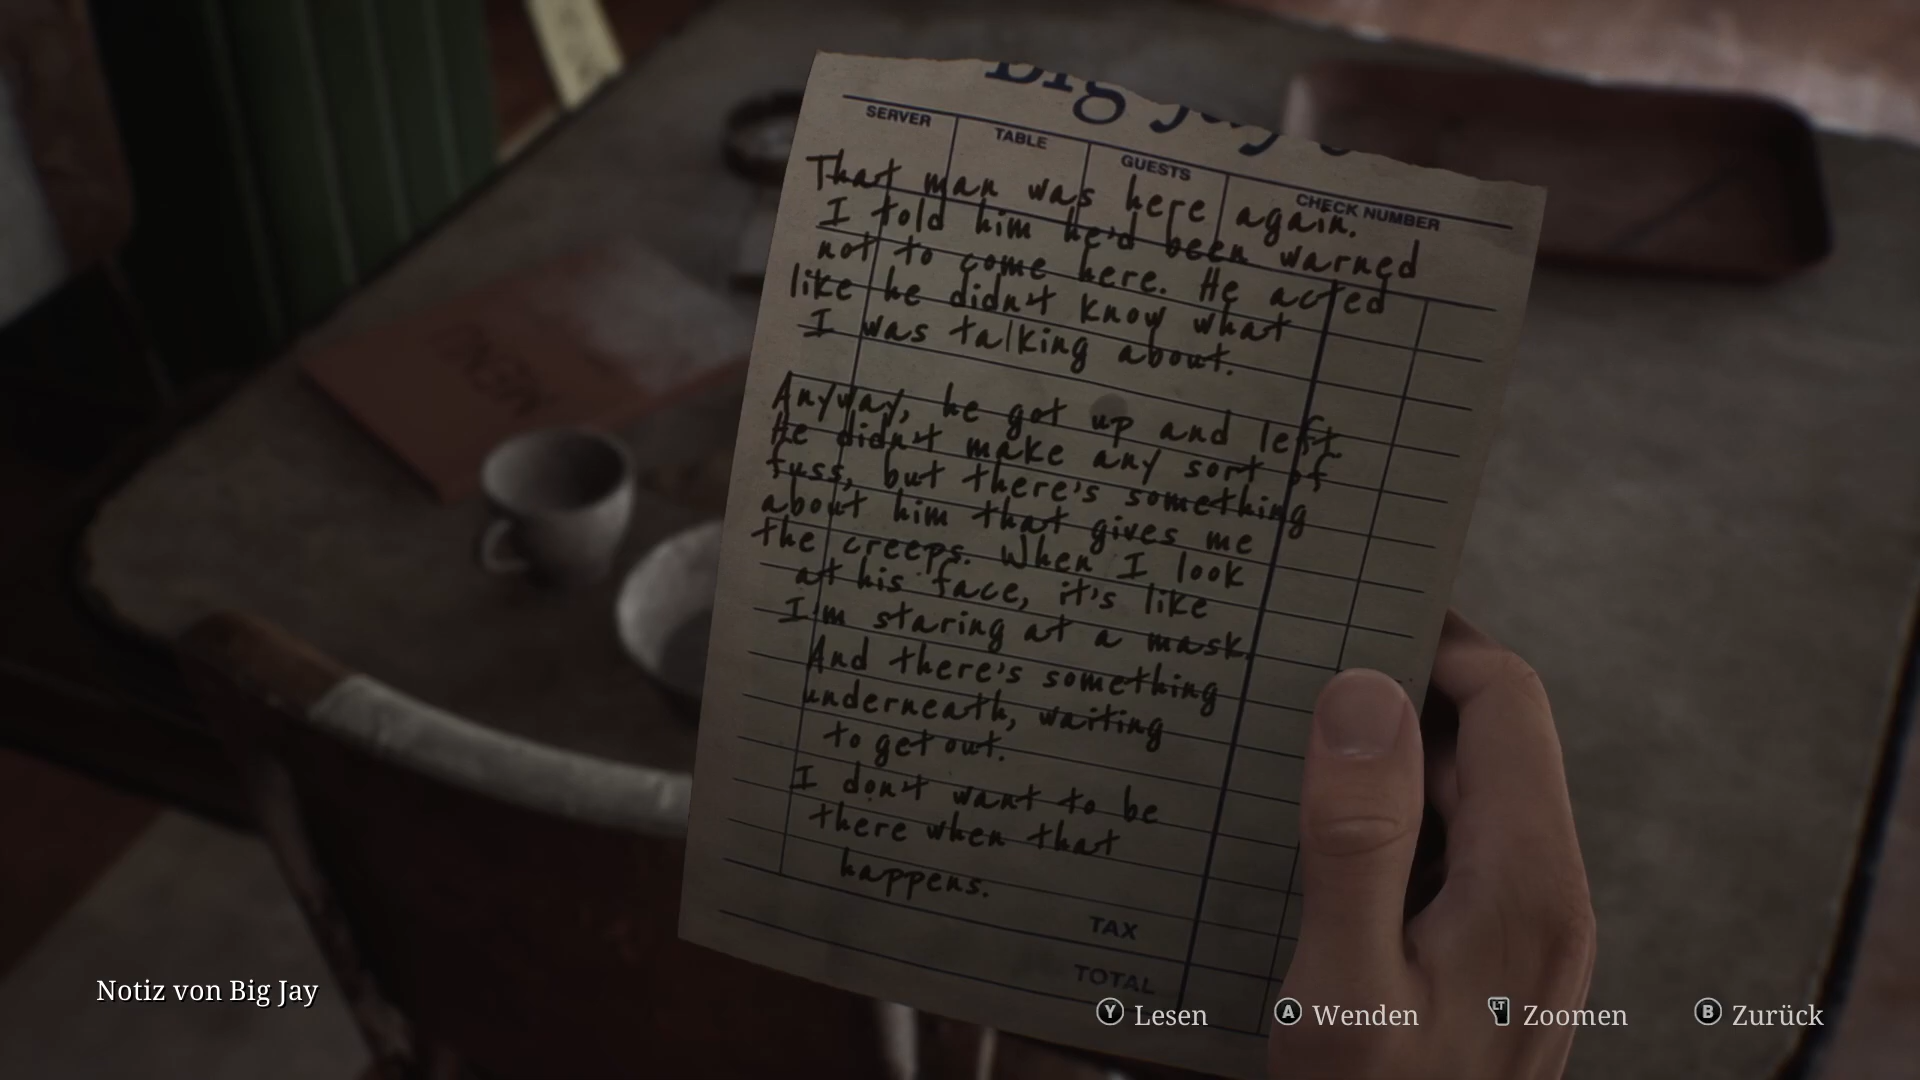 Big Jay's
SERVER TABLE GUESTS CHECK NUMBER
That man was here again.
I told him he'd been warned
not to come here. He acted
like he didn't know what
I was talking about.
Anyway, he got up and left.
He didn't make any sort of
fuss, but there's something
about him that gives me
the creeps. When I look
at his face, it's like
I'm staring at a mask.
And there's something
underneath, waiting
to get out.
I don't want to be
there when that
happens.
TAX
TOTAL
MENU
Notiz von Big Jay
Y Lesen A Wenden LT Zoomen B Zurück